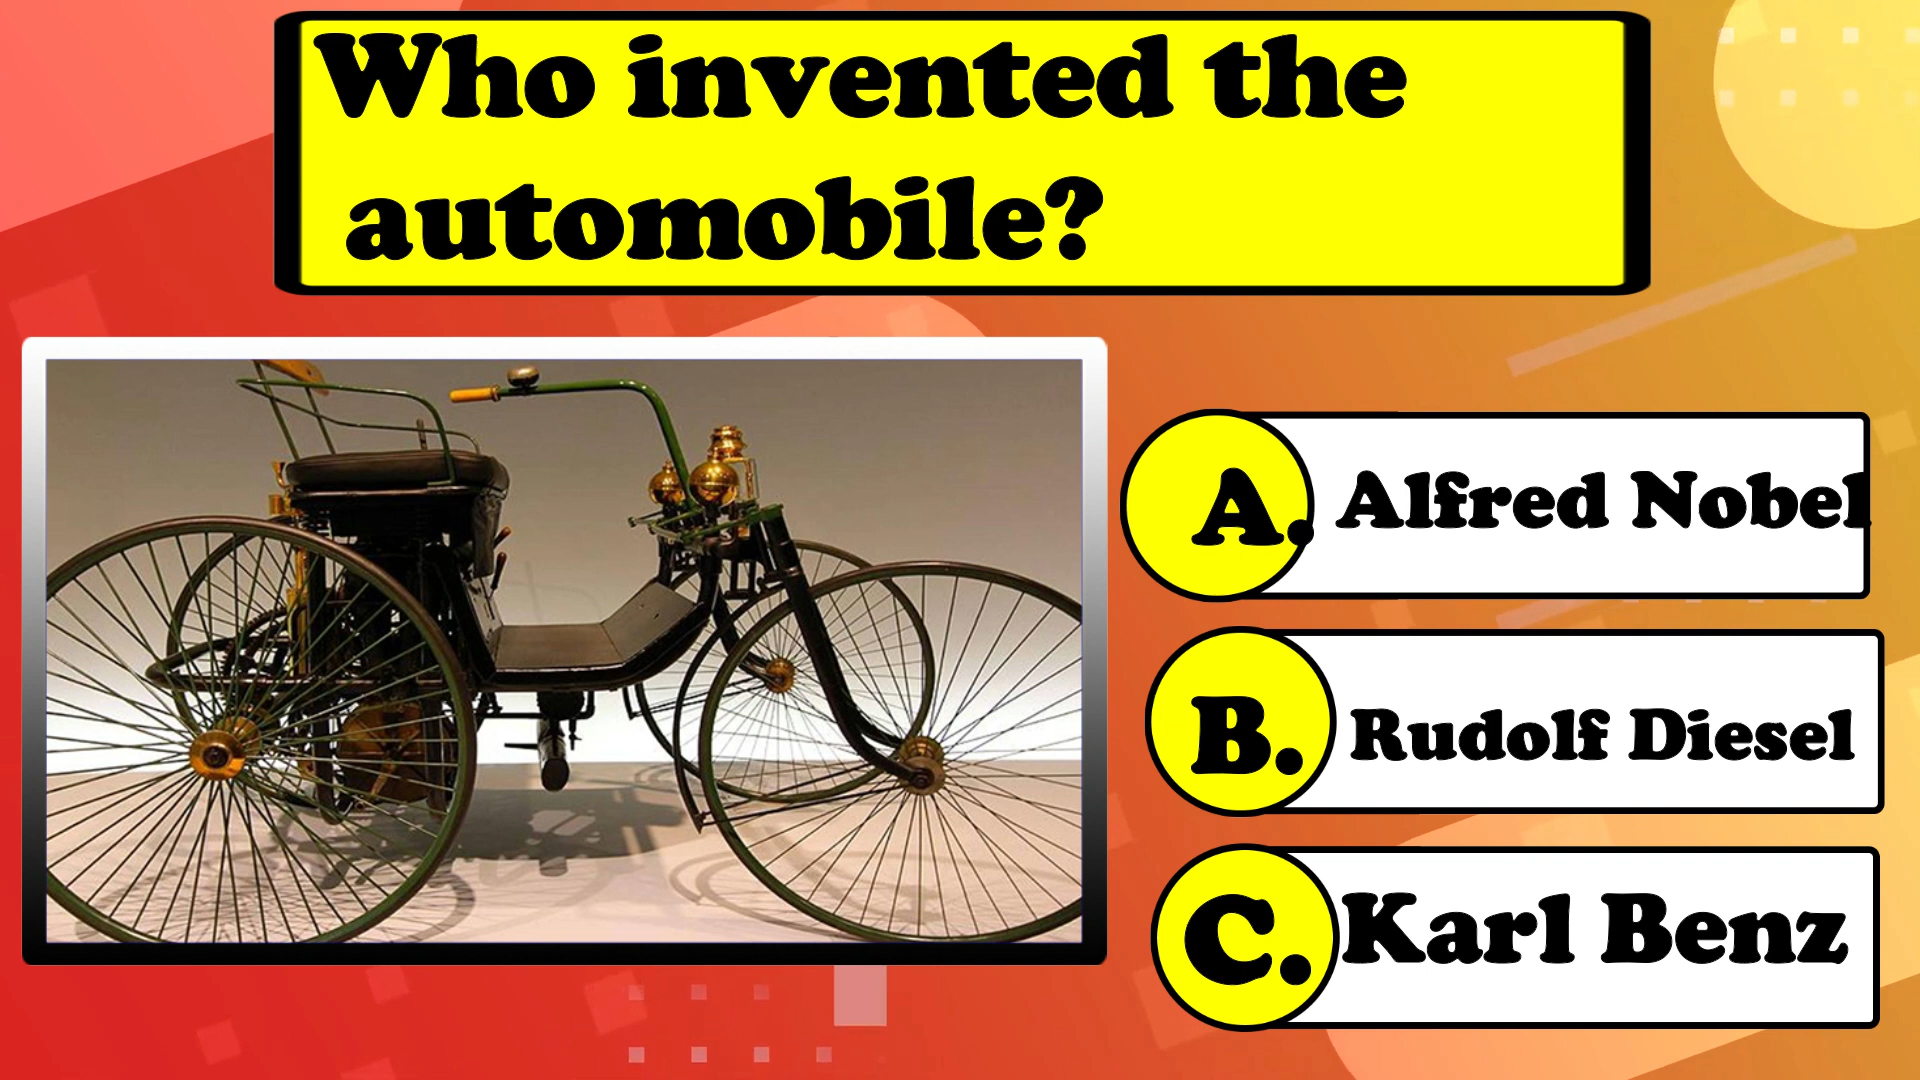 Who invented the
automobile?
A. Alfred Nobel
B. Rudolf Diesel
C. Karl Benz